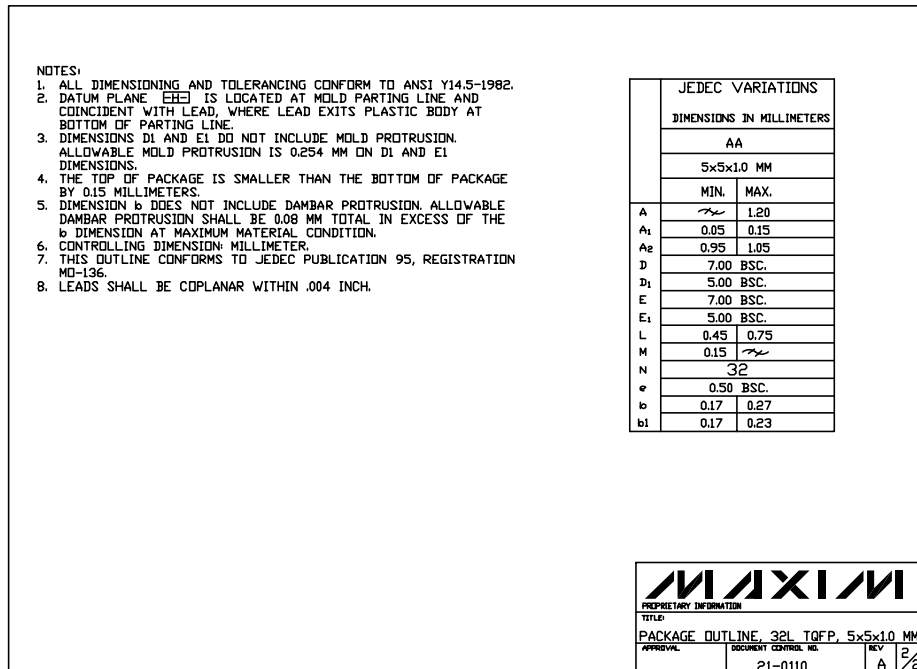 NOTES:
1. ALL DIMENSIONING AND TOLERANCING CONFORM TO ANSI Y14.5-1982.
2. DATUM PLANE -H- IS LOCATED AT MOLD PARTING LINE AND
COINCIDENT WITH LEAD, WHERE LEAD EXITS PLASTIC BODY AT
BOTTOM OF PARTING LINE.
3. DIMENSIONS D1 AND E1 DO NOT INCLUDE MOLD PROTRUSION.
ALLOWABLE MOLD PROTRUSION IS 0.254 MM ON D1 AND E1
DIMENSIONS.
4. THE TOP OF PACKAGE IS SMALLER THAN THE BOTTOM OF PACKAGE
BY 0.15 MILLIMETERS.
5. DIMENSION b DOES NOT INCLUDE DAMBAR PROTRUSION. ALLOWABLE
DAMBAR PROTRUSION SHALL BE 0.08 MM TOTAL IN EXCESS OF THE
b DIMENSION AT MAXIMUM MATERIAL CONDITION.
6. CONTROLLING DIMENSION: MILLIMETER.
7. THIS OUTLINE CONFORMS TO JEDEC PUBLICATION 95, REGISTRATION
MO-136.
8. LEADS SHALL BE COPLANAR WITHIN .004 INCH.
JEDEC VARIATIONS
DIMENSIONS IN MILLIMETERS
AA
5x5x1.0 MM
MIN. MAX.
A 1.20
A1 0.05 0.15
A2 0.95 1.05
D 7.00 BSC.
D1 5.00 BSC.
E 7.00 BSC.
E1 5.00 BSC.
L 0.45 0.75
M 0.15
N 32
e 0.50 BSC.
b 0.17 0.27
b1 0.17 0.23
MAXIM
PROPRIETARY INFORMATION
TITLE:
PACKAGE OUTLINE, 32L TQFP, 5x5x1.0 MM
APPROVAL DOCUMENT CONTROL NO. REV
21-0110 A 2/